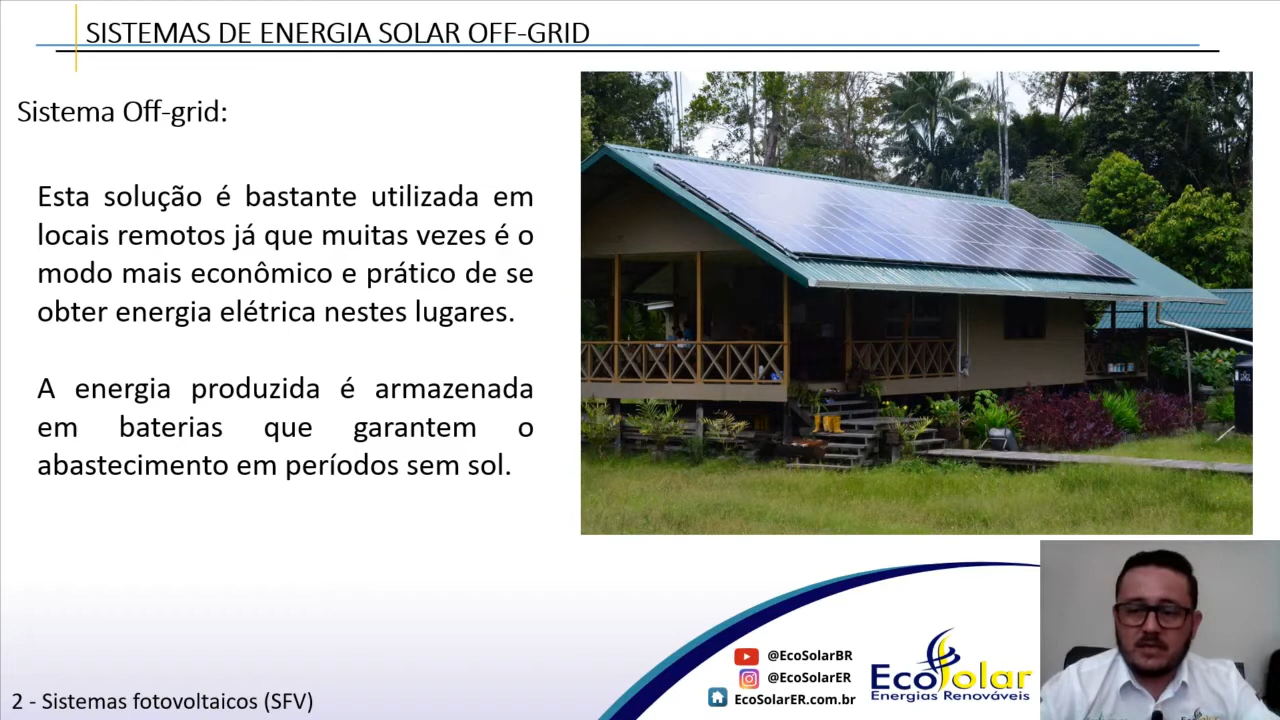 SISTEMAS DE ENERGIA SOLAR OFF-GRID
Sistema Off-grid:
Esta solução é bastante utilizada em
locais remotos já que muitas vezes é o
modo mais econômico e prático de se
obter energia elétrica nestes lugares.
A energia produzida é armazenada
em baterias que garantem o
abastecimento em períodos sem sol.
@EcoSolarBR
@EcoSolarER
EcoSolarER.com.br
EcoSolar
Energias Renováveis
2 - Sistemas fotovoltaicos (SFV)